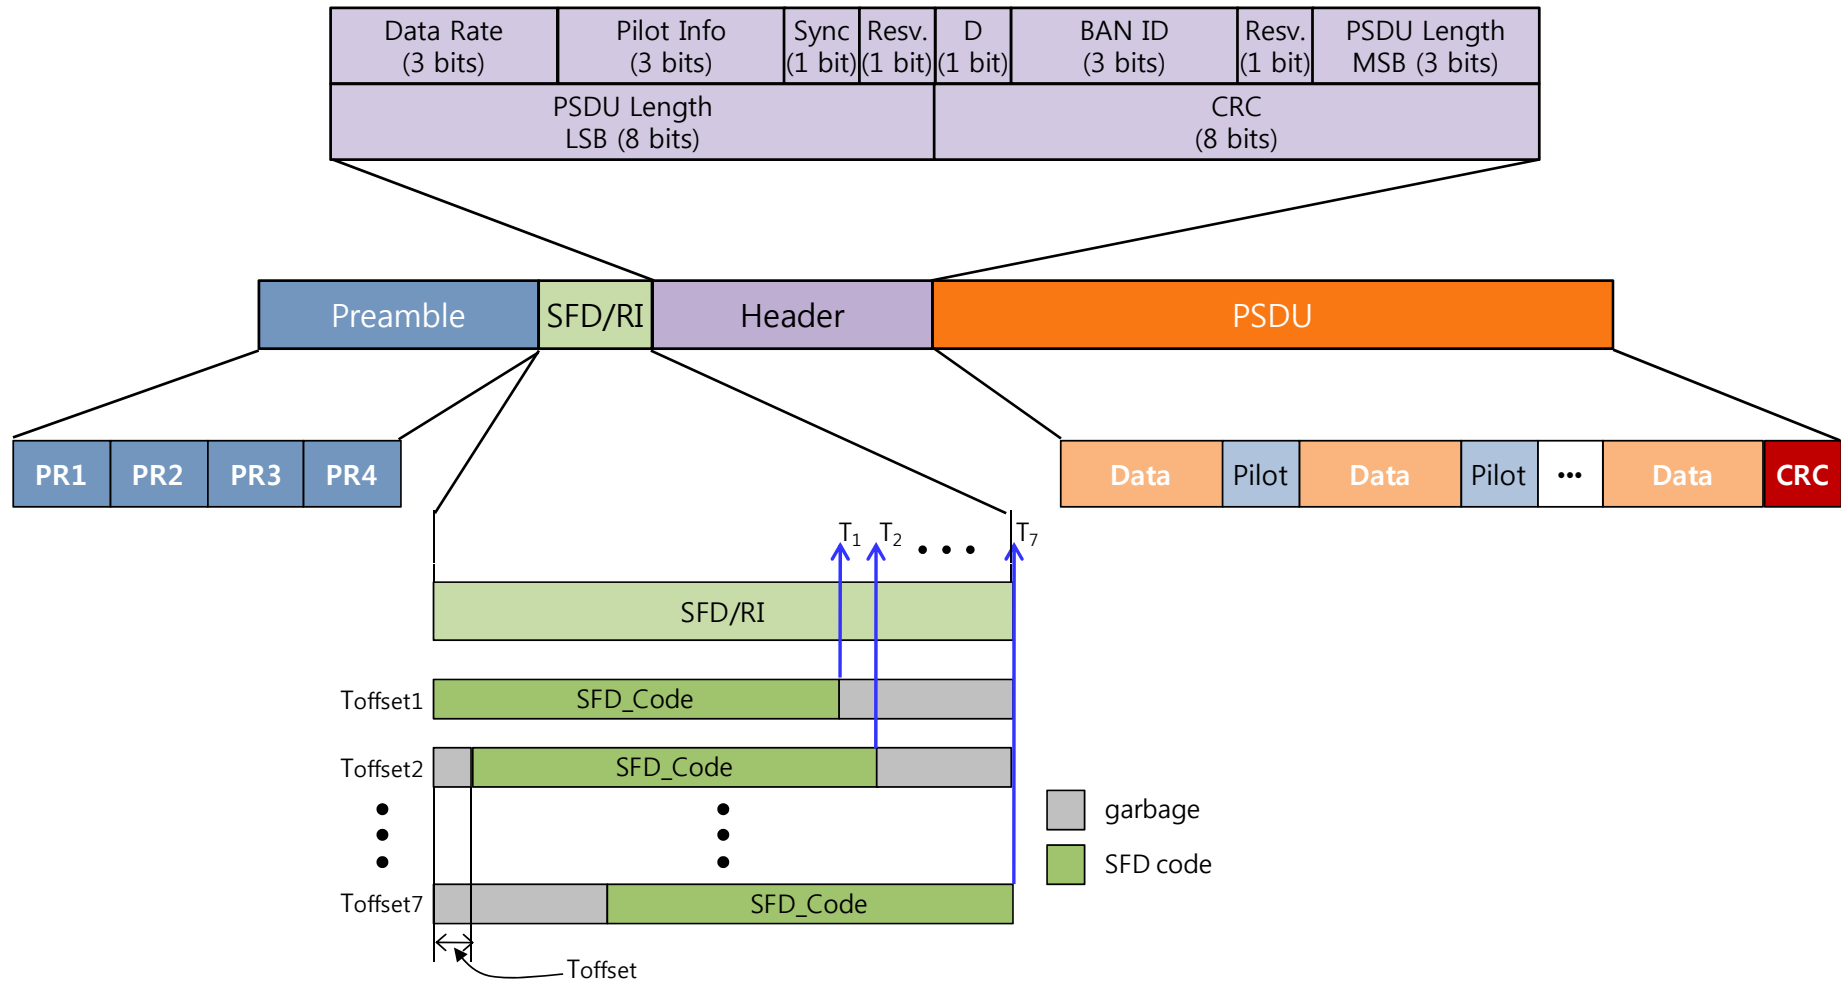 Data Rate
(3 bits)
Pilot Info
(3 bits)
Sync
(1 bit)
Resv.
(1 bit)
D
(1 bit)
BAN ID
(3 bits)
Resv.
(1 bit)
PSDU Length
MSB (3 bits)
PSDU Length
LSB (8 bits)
CRC
(8 bits)
Preamble
SFD/RI
Header
PSDU
PR1
PR2
PR3
PR4
Data
Pilot
Data
Pilot
...
Data
CRC
T1
T2
• • •
T7
SFD/RI
Toffset1
SFD_Code
Toffset2
SFD_Code
Toffset7
SFD_Code
garbage
SFD code
Toffset